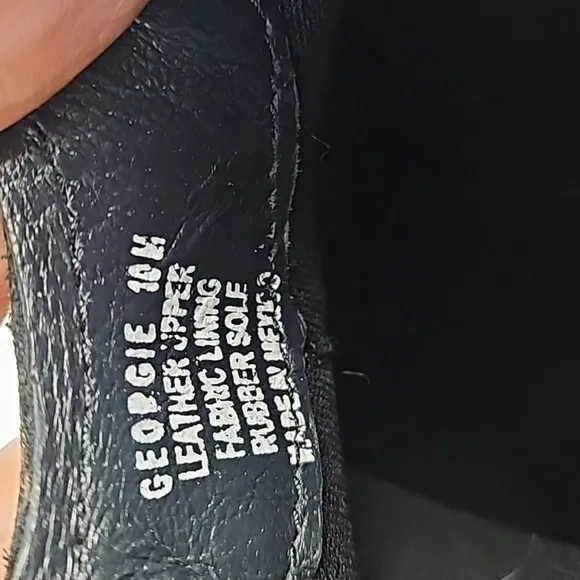 GEORGIE 10M
LEATHER UPPER
FABRIC LINING
RUBBER SOLE
MADE IN MEXICO